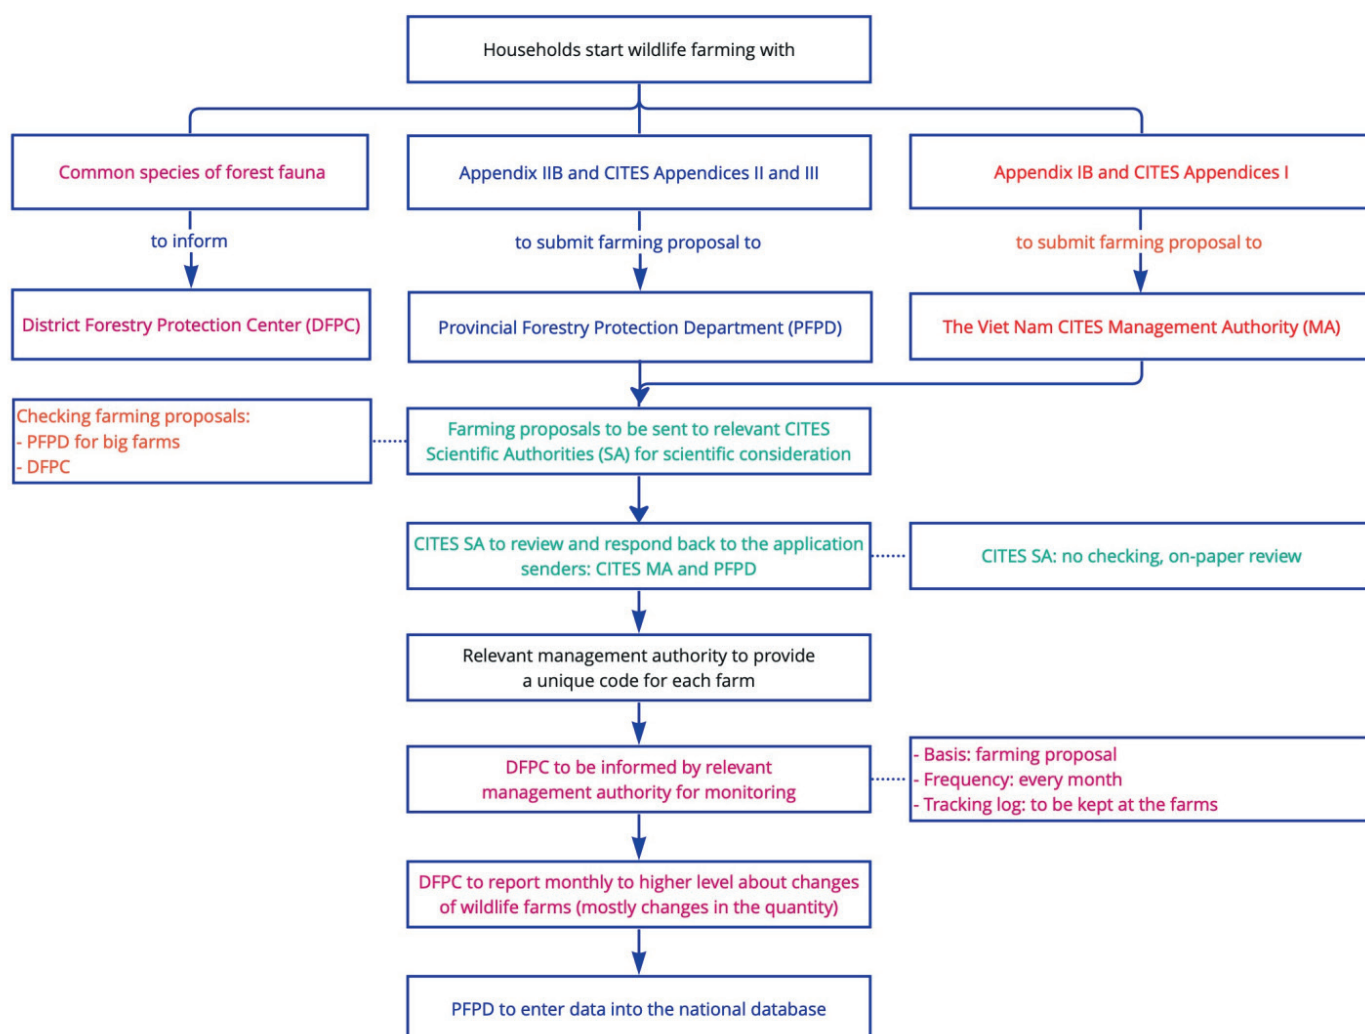 Households start wildlife farming with
Common species of forest fauna
Appendix IIB and CITES Appendices II and III
Appendix IB and CITES Appendices I
to inform
to submit farming proposal to
to submit farming proposal to
District Forestry Protection Center (DFPC)
Provincial Forestry Protection Department (PFPD)
The Viet Nam CITES Management Authority (MA)
Checking farming proposals:
- PFPD for big farms
- DFPC
Farming proposals to be sent to relevant CITES
Scientific Authorities (SA) for scientific consideration
CITES SA to review and respond back to the application
senders: CITES MA and PFPD
CITES SA: no checking, on-paper review
Relevant management authority to provide
a unique code for each farm
DFPC to be informed by relevant
management authority for monitoring
- Basis: farming proposal
- Frequency: every month
- Tracking log: to be kept at the farms
DFPC to report monthly to higher level about changes
of wildlife farms (mostly changes in the quantity)
PFPD to enter data into the national database